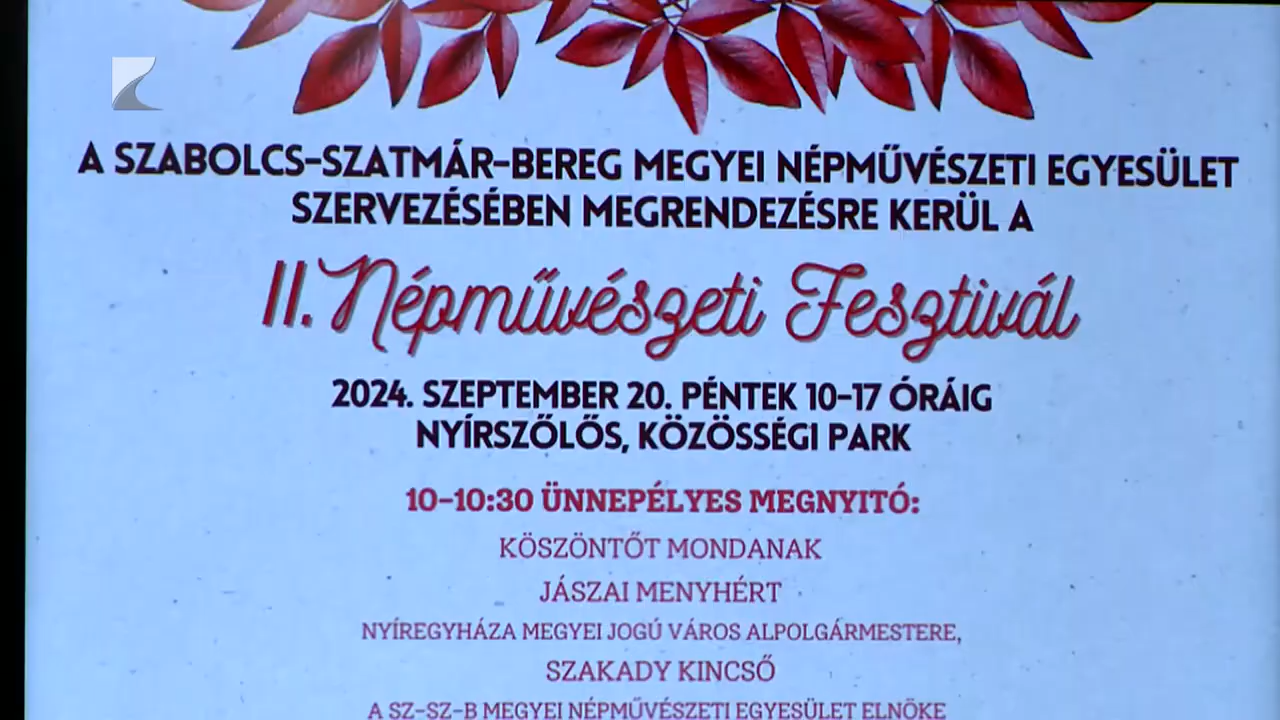 A SZABOLCS-SZATMÁR-BEREG MEGYEI NÉPMŰVÉSZETI EGYESÜLET
SZERVEZÉSÉBEN MEGRENDEZÉSRE KERÜL A
II. Népművészeti Fesztivál
2024. SZEPTEMBER 20. PÉNTEK 10-17 ÓRÁIG
NYÍRSZŐLŐS, KÖZÖSSÉGI PARK
10-10:30 ÜNNEPÉLYES MEGNYITÓ:
KÖSZÖNTŐT MONDANAK
JÁSZAI MENYHÉRT
NYÍREGYHÁZA MEGYEI JOGÚ VÁROS ALPOLGÁRMESTERE,
SZAKADY KINCSŐ
A SZ-SZ-B MEGYEI NÉPMŰVÉSZETI EGYESÜLET ELNÖKE